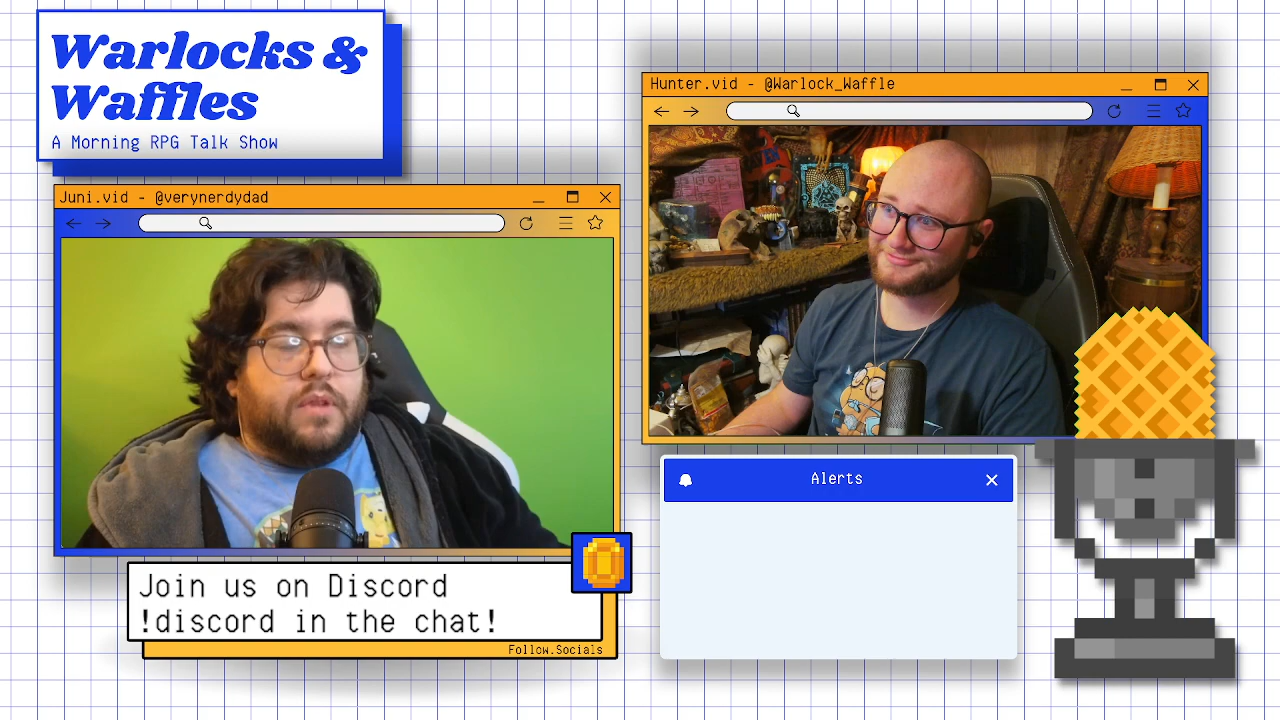 Warlocks &
Waffles
A Morning RPG Talk Show
Hunter.vid - @Warlock_Waffle
Juni.vid - @verynerdydad
Alerts
Join us on Discord
!discord in the chat!
Follow.Socials